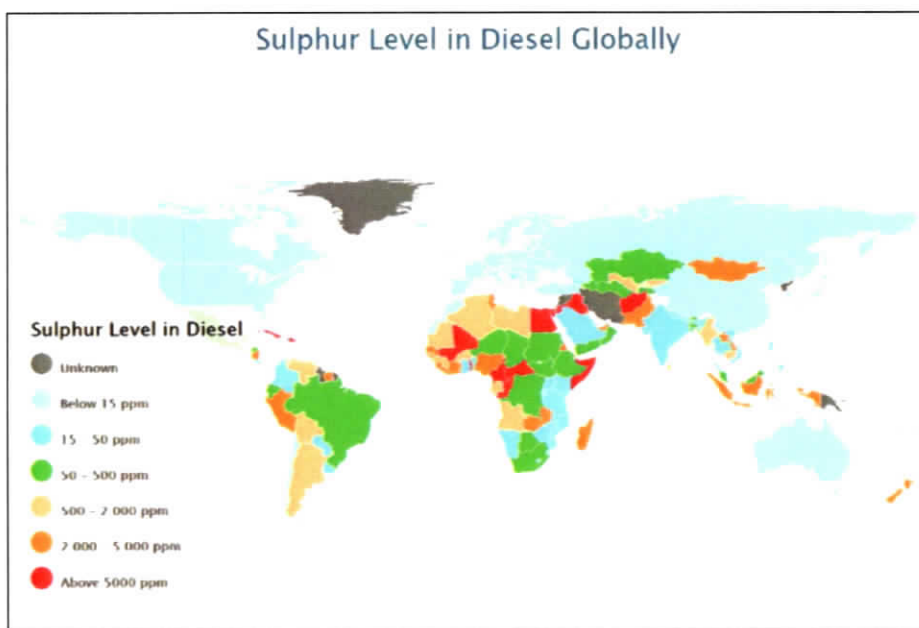 Sulphur Level in Diesel Globally
Sulphur Level in Diesel
Unknown
Below 15 ppm
15 - 50 ppm
50 - 500 ppm
500 - 2 000 ppm
2 000 - 5 000 ppm
Above 5000 ppm